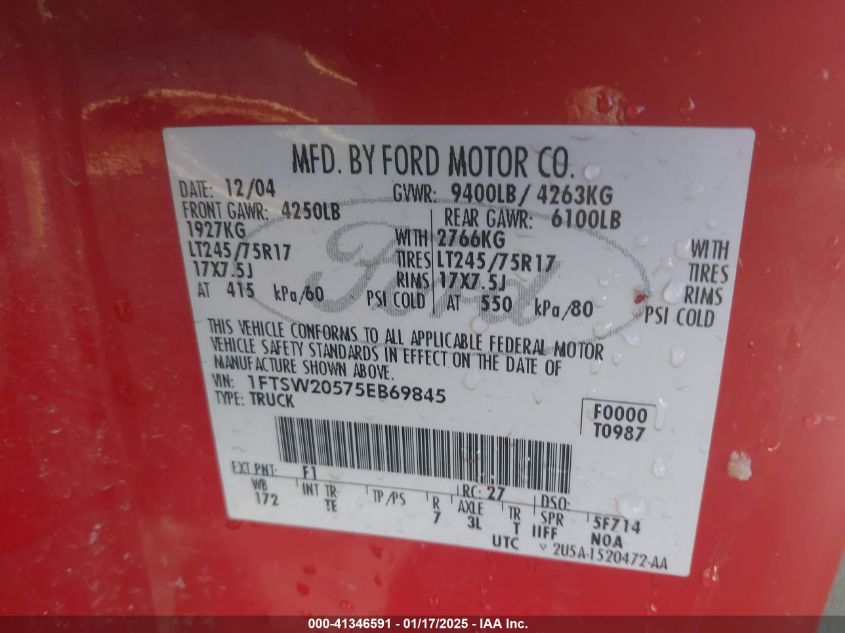 MFD. BY FORD MOTOR CO.
DATE: 12/04 GVWR: 9400LB/ 4263KG
FRONT GAWR: 4250LB REAR GAWR: 6100LB
1927KG WITH 2766KG WITH
LT245/75R17 TIRES LT245/75R17 TIRES
17X7.5J RIMS 17X7.5J RIMS
AT 415 kPa/60 PSI COLD AT 550 kPa/80 PSI COLD
Ford
THIS VEHICLE CONFORMS TO ALL APPLICABLE FEDERAL MOTOR
VEHICLE SAFETY STANDARDS IN EFFECT ON THE DATE OF
MANUFACTURE SHOWN ABOVE.
VIN: 1FTSW20575EB69845
TYPE: TRUCK
F0000
T0987
EXT PNT: F1 RC: 27 DSO:
WB INT TR TP/PS R AXLE TR SPR 5F714
172 TE 7 3L T IIFF NOA
UTC ▿ 2U5A-1520472-AA
000-41346591 - 01/17/2025 - IAA Inc.